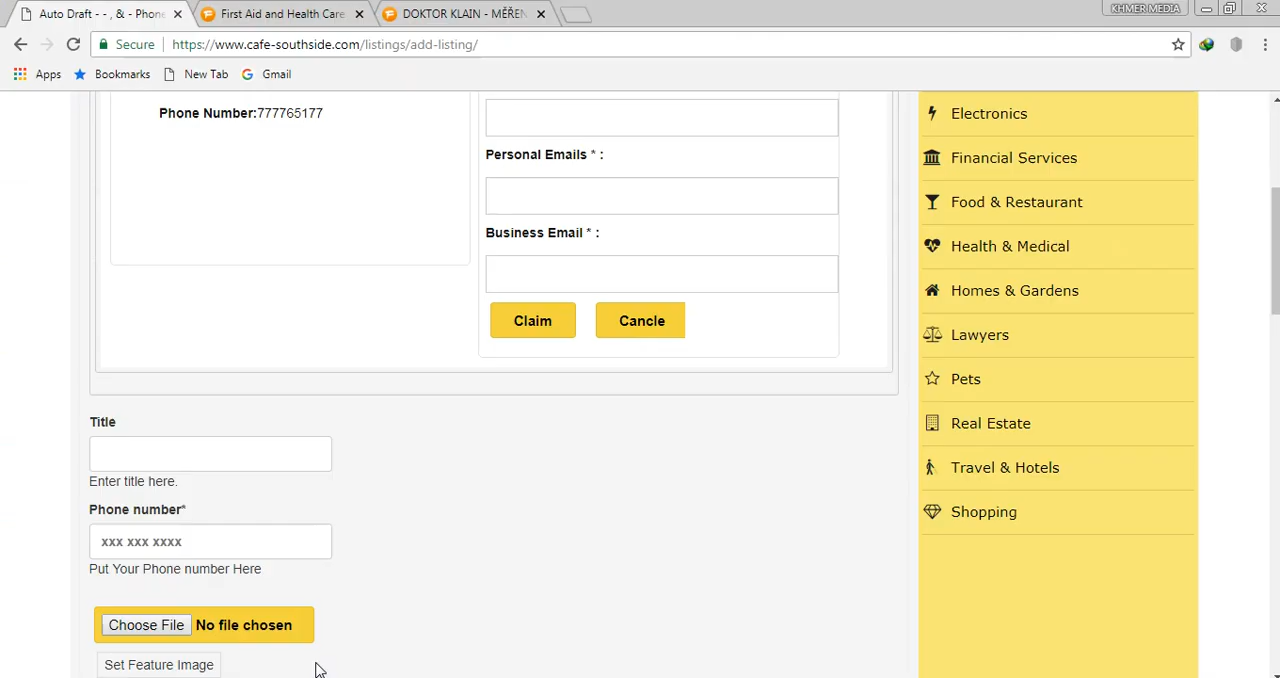 Auto Draft - - , & - Phon
First Aid and Health Care
DOKTOR KLAIN - MĚŘEN
KHMER MEDIA
Secure
https://www.cafe-southside.com/listings/add-listing/
Apps
Bookmarks
New Tab
Gmail
Phone Number:777765177
Personal Emails * :
Business Email * :
Claim
Cancle
Title
Enter title here.
Phone number*
xxx xxx xxxx
Put Your Phone number Here
Choose File
No file chosen
Set Feature Image
Electronics
Financial Services
Food & Restaurant
Health & Medical
Homes & Gardens
Lawyers
Pets
Real Estate
Travel & Hotels
Shopping